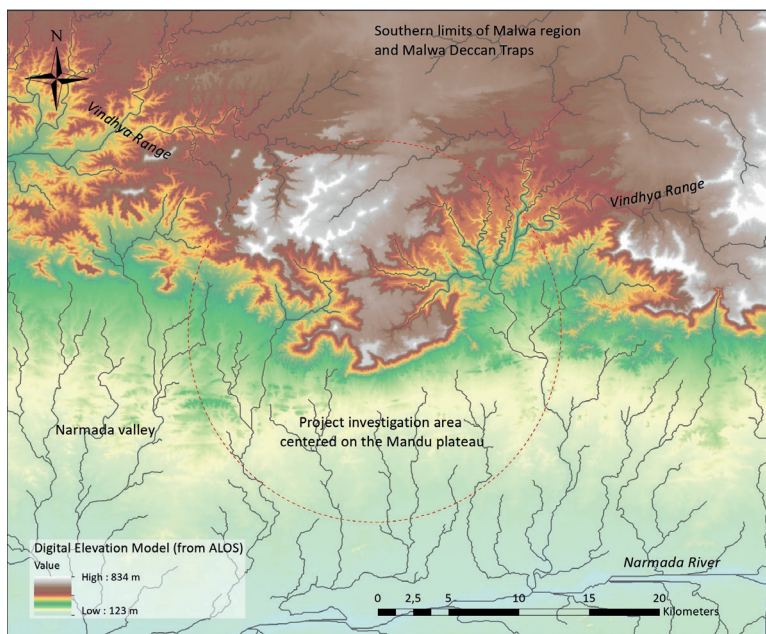 Southern limits of Malwa region
and Malwa Deccan Traps
N
Vindhya Range
Vindhya Range
Narmada valley
Project investigation area
centered on the Mandu plateau
Digital Elevation Model (from ALOS)
Value
High : 834 m
Low : 123 m
Narmada River
0 2,5 5 10 15 20
Kilometers